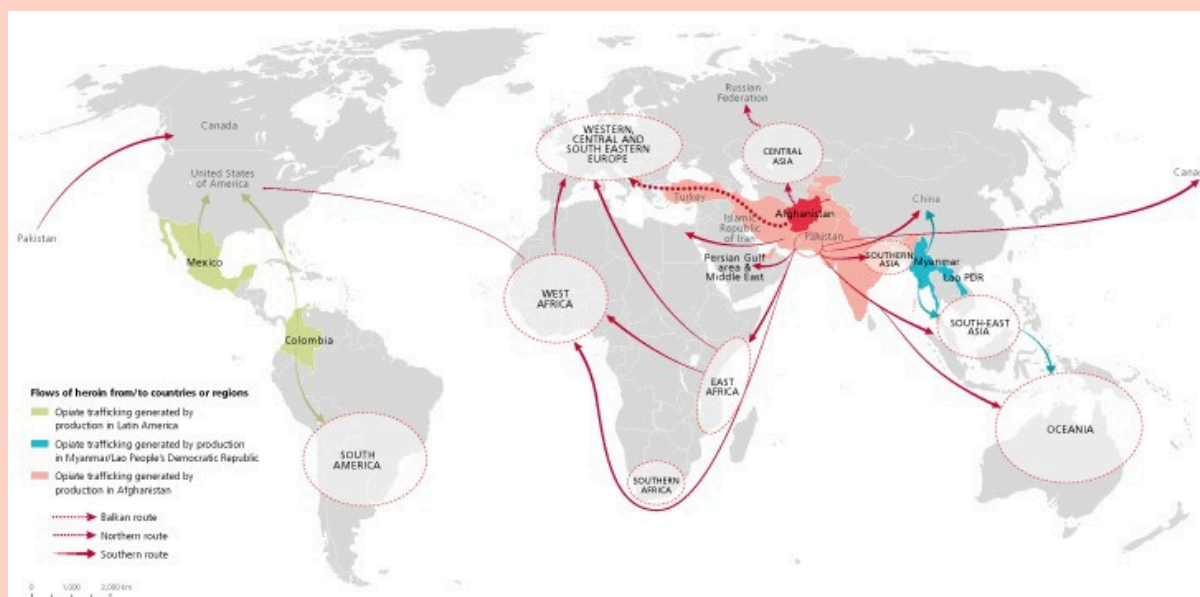 Russian
Federation
Canada
WESTERN,
CENTRAL AND
SOUTH EASTERN
EUROPE
CENTRAL
ASIA
United States
of America
Turkey
Afghanistan
China
Islamic
Republic
of Iran
Pakistan
Pakistan
Mexico
Persian Gulf
area &
Middle East
SOUTHERN
ASIA
Myanmar
Lao PDR
WEST
AFRICA
SOUTH-EAST
ASIA
Colombia
EAST
AFRICA
OCEANIA
SOUTH
AMERICA
SOUTHERN
AFRICA
Flows of heroin from/to countries or regions
Opiate trafficking generated by
production in Latin America
Opiate trafficking generated by production
in Myanmar/Lao People's Democratic Republic
Opiate trafficking generated by
production in Afghanistan
Balkan route
Northern route
Southern route
0 1,000 2,000 km